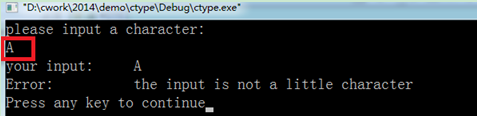 "D:\cwork\2014\demo\ctype\Debug\ctype.exe"
please input a character:
A
your input:     A
Error:          the input is not a little character
Press any key to continue